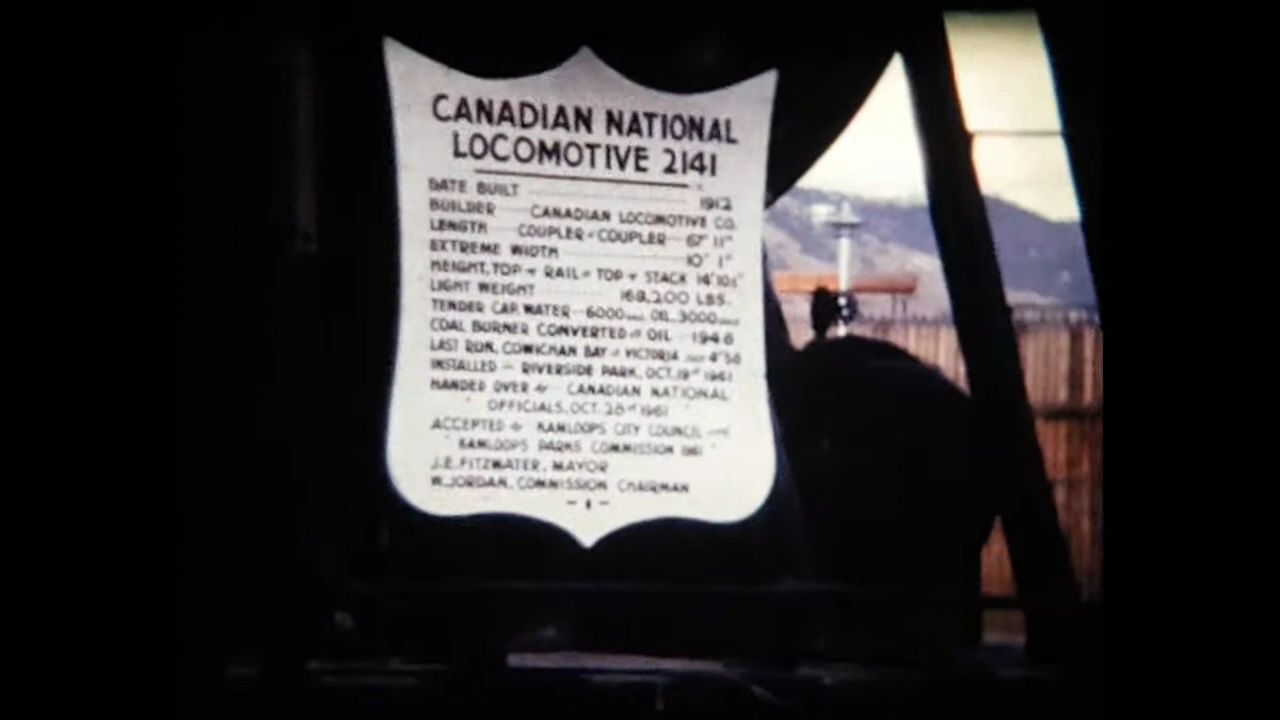 CANADIAN NATIONAL
LOCOMOTIVE 2141
DATE BUILT 1912
BUILDER CANADIAN LOCOMOTIVE CO.
LENGTH COUPLER - COUPLER 67' 11"
EXTREME WIDTH 10' 1"
HEIGHT, TOP RAIL TOP STACK
LIGHT WEIGHT 168,200 LBS.
TENDER CAP. WATER 6000 OIL 3000
COAL BURNER CONVERTED OIL 1948
LAST RUN, COWICHAN BAY VICTORIA
INSTALLED RIVERSIDE PARK, OCT. 19TH 1961
HANDED OVER CANADIAN NATIONAL
OFFICIALS, OCT. 28TH 1961
ACCEPTED KAMLOOPS CITY COUNCIL
KAMLOOPS PARKS COMMISSION 1961
J.E. FITZWATER, MAYOR
W. JORDAN, COMMISSION CHAIRMAN